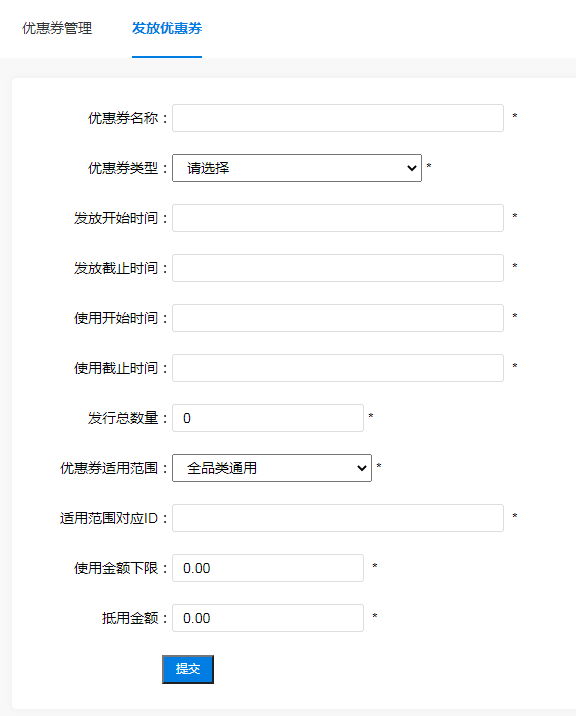 优惠券管理 发放优惠券
优惠券名称： *
优惠券类型： 请选择 *
发放开始时间： *
发放截止时间： *
使用开始时间： *
使用截止时间： *
发行总数量： 0 *
优惠券适用范围： 全品类通用 *
适用范围对应ID： *
使用金额下限： 0.00 *
抵用金额： 0.00 *
提交